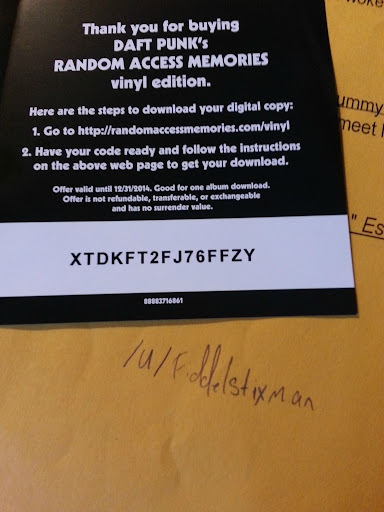 Thank you for buying
DAFT PUNK's
RANDOM ACCESS MEMORIES
vinyl edition.
Here are the steps to download your digital copy:
1. Go to http://randomaccessmemories.com/vinyl
2. Have your code ready and follow the instructions
on the above web page to get your download.
Offer valid until 12/31/2014. Good for one album download.
Offer is not refundable, transferable, or exchangeable
and has no surrender value.
XTDKFT2FJ76FFZY
88883716861
ummy
meet
" Es
/u/Fiddelstixman